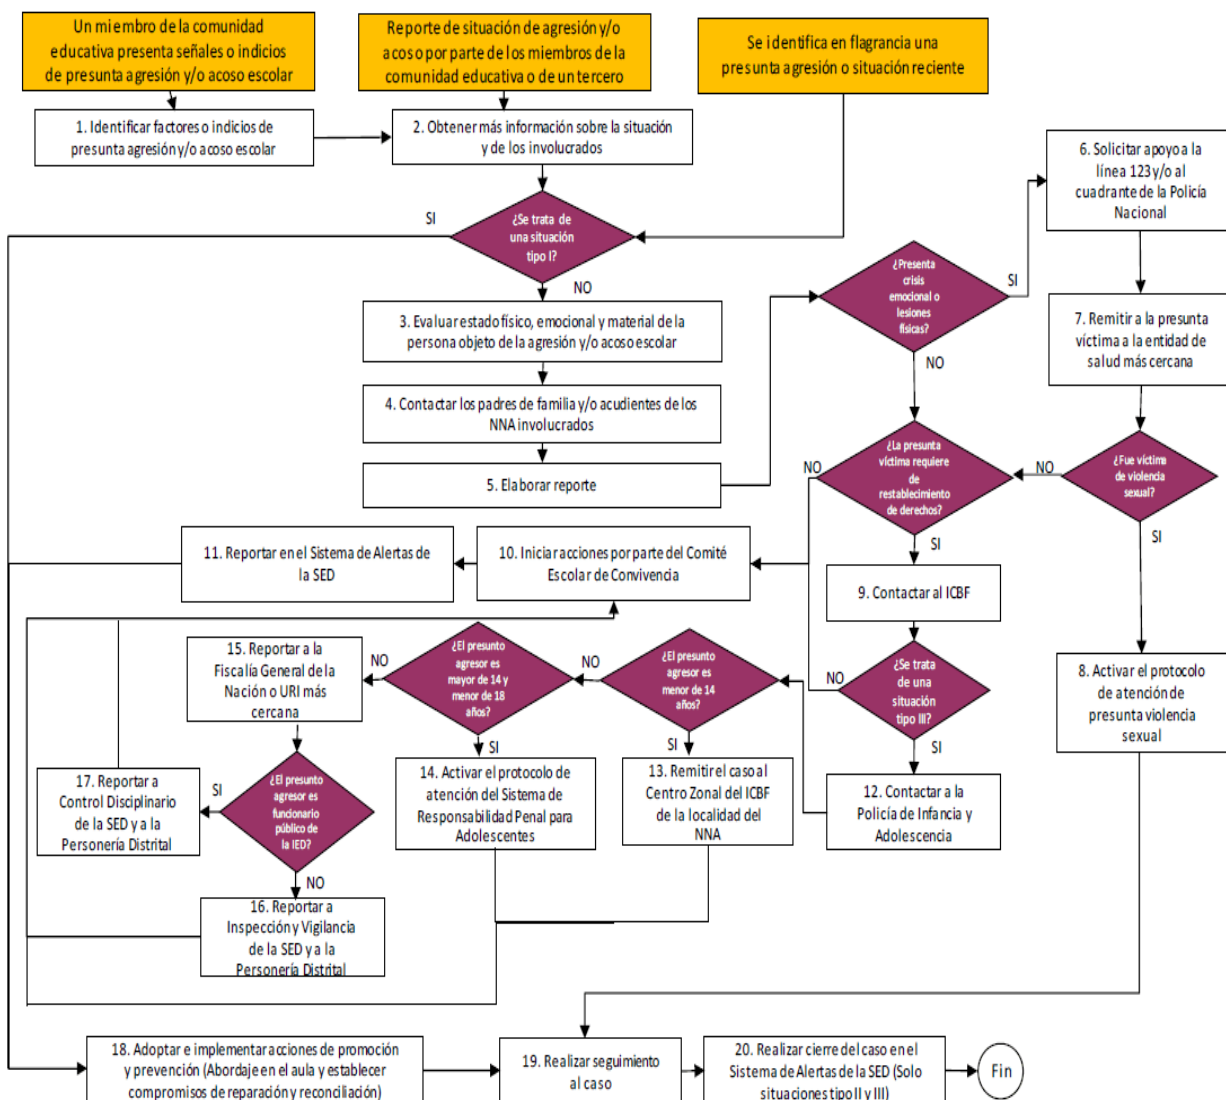 Un miembro de la comunidad
educativa presenta señales o indicios
de presunta agresión y/o acoso escolar
Reporte de situación de agresión y/o
acoso por parte de los miembros de la
comunidad educativa o de un tercero
Se identifica en flagrancia una
presunta agresión o situación reciente
1. Identificar factores o indicios de
presunta agresión y/o acoso escolar
2. Obtener más información sobre la situación
y de los involucrados
6. Solicitar apoyo a la
línea 123 y/o al
cuadrante de la Policía
Nacional
SI
¿Se trata de
una situación
tipo I?
NO
¿Presenta
crisis
emocional o
lesiones
físicas?
SI
NO
3. Evaluar estado físico, emocional y material de la
persona objeto de la agresión y/o acoso escolar
7. Remitir a la presunta
víctima a la entidad de
salud más cercana
4. Contactar los padres de familia y/o acudientes de los
NNA involucrados
5. Elaborar reporte
NO
¿La presunta
víctima requiere
de
restablecimiento
de derechos?
SI
NO
¿Fue víctima
de violencia
sexual?
SI
11. Reportar en el Sistema de Alertas de
la SED
10. Iniciar acciones por parte del Comité
Escolar de Convivencia
9. Contactar al ICBF
15. Reportar a la
Fiscalía General de la
Nación o URI más
cercana
NO
¿El presunto
agresor es
mayor de 14 y
menor de 18
años?
SI
NO
¿El presunto
agresor es
menor de 14
años?
SI
NO
¿Se trata
de una
situación
tipo III?
SI
8. Activar el protocolo
de atención de
presunta violencia
sexual
17. Reportar a
Control Disciplinario
de la SED y a la
Personería Distrital
SI
¿El presunto
agresor es
funcionario
público de
la IED?
NO
14. Activar el protocolo de
atención del Sistema de
Responsabilidad Penal para
Adolescentes
13. Remitir el caso al
Centro Zonal del ICBF
de la localidad del
NNA
12. Contactar a la
Policía de Infancia y
Adolescencia
16. Reportar a
Inspección y Vigilancia
de la SED y a la
Personería Distrital
18. Adoptar e implementar acciones de promoción
y prevención (Abordaje en el aula y establecer
compromisos de reparación y reconciliación)
19. Realizar seguimiento
al caso
20. Realizar cierre del caso en el
Sistema de Alertas de la SED (Solo
situaciones tipo II y III)
Fin